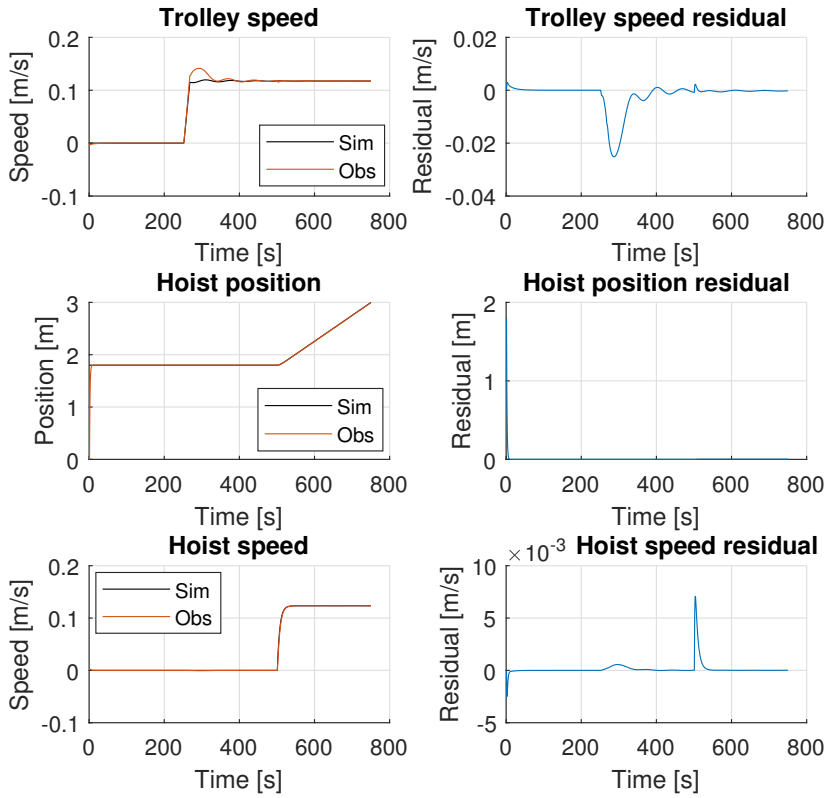 Trolley speed
0.2
0.1
0
-0.1
Speed [m/s]
Sim
Obs
0 200 400 600 800
Time [s]
Trolley speed residual
0.02
0
-0.02
-0.04
Residual [m/s]
0 200 400 600 800
Time [s]
Hoist position
3
2
1
0
Position [m]
Sim
Obs
0 200 400 600 800
Time [s]
Hoist position residual
2
1
0
Residual [m]
0 200 400 600 800
Time [s]
Hoist speed
0.2
0.1
0
-0.1
Speed [m/s]
Sim
Obs
0 200 400 600 800
Time [s]
×10⁻³ Hoist speed residual
10
5
0
-5
Residual [m/s]
0 200 400 600 800
Time [s]